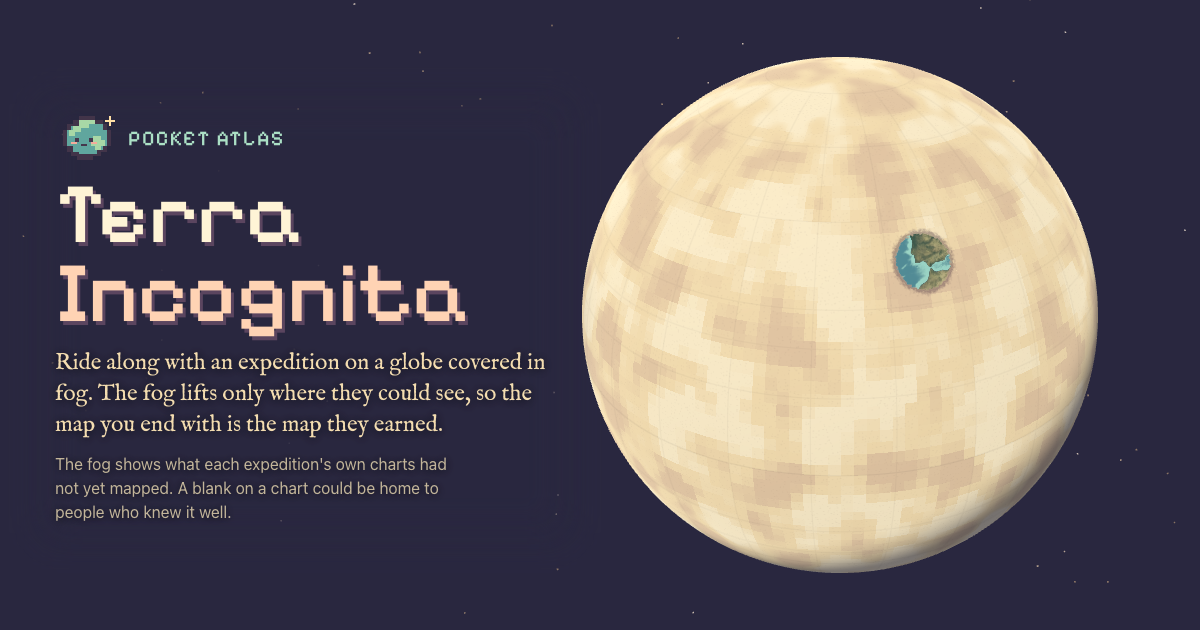 POCKET ATLAS
Terra
Incognita
Ride along with an expedition on a globe covered in
fog. The fog lifts only where they could see, so the
map you end with is the map they earned.
The fog shows what each expedition's own charts had
not yet mapped. A blank on a chart could be home to
people who knew it well.